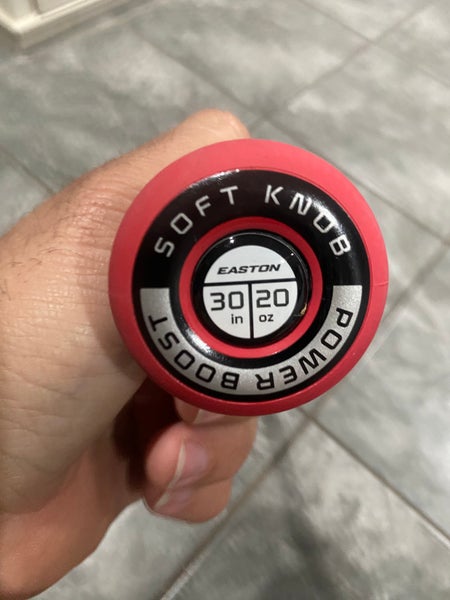 SOFT KNOB
EASTON
30 20
in oz
POWER BOOST